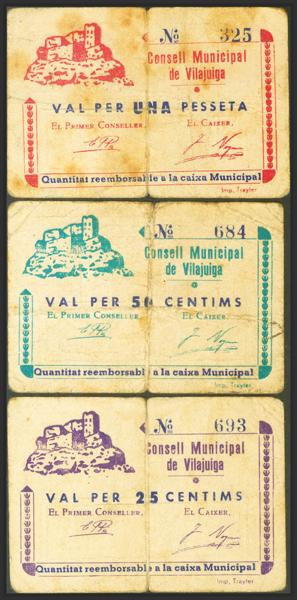 No 325
Consell Municipal
de Vilajuiga
VAL PER UNA PESSETA
EL PRIMER CONSELLER, EL CAIXER,
Quantitat reemborsable a la caixa Municipal
Imp. Trayter
No 684
Consell Municipal
de Vilajuiga
VAL PER 50 CENTIMS
EL PRIMER CONSELLER, EL CAIXER,
Quantitat reemborsable a la caixa Municipal
Imp. Trayter.
No 693
Consell Municipal
de Vilajuiga
VAL PER 25 CENTIMS
EL PRIMER CONSELLER, EL CAIXER,
Quantitat reemborsable a la caixa Municipal
Imp. Trayter.